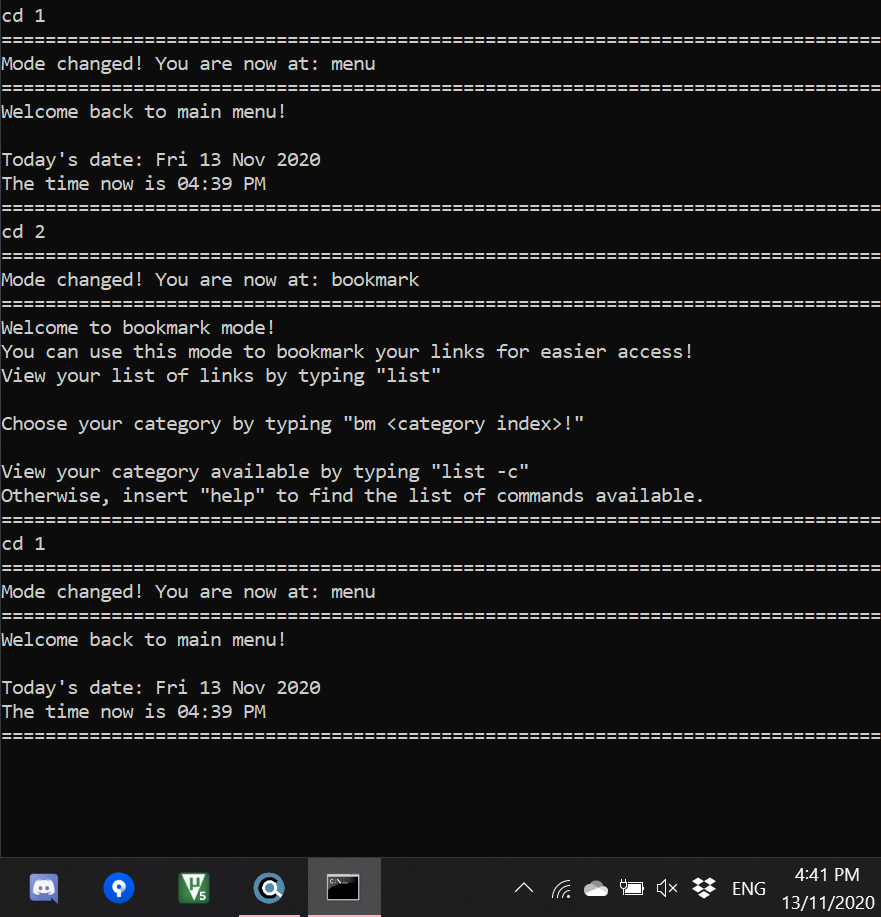 cd 1
================================================================================
Mode changed! You are now at: menu
================================================================================
Welcome back to main menu!
Today's date: Fri 13 Nov 2020
The time now is 04:39 PM
================================================================================
cd 2
================================================================================
Mode changed! You are now at: bookmark
================================================================================
Welcome to bookmark mode!
You can use this mode to bookmark your links for easier access!
View your list of links by typing "list"
Choose your category by typing "bm <category index>!"
View your category available by typing "list -c"
Otherwise, insert "help" to find the list of commands available.
================================================================================
cd 1
================================================================================
Mode changed! You are now at: menu
================================================================================
Welcome back to main menu!
Today's date: Fri 13 Nov 2020
The time now is 04:39 PM
================================================================================
ENG
4:41 PM
13/11/2020